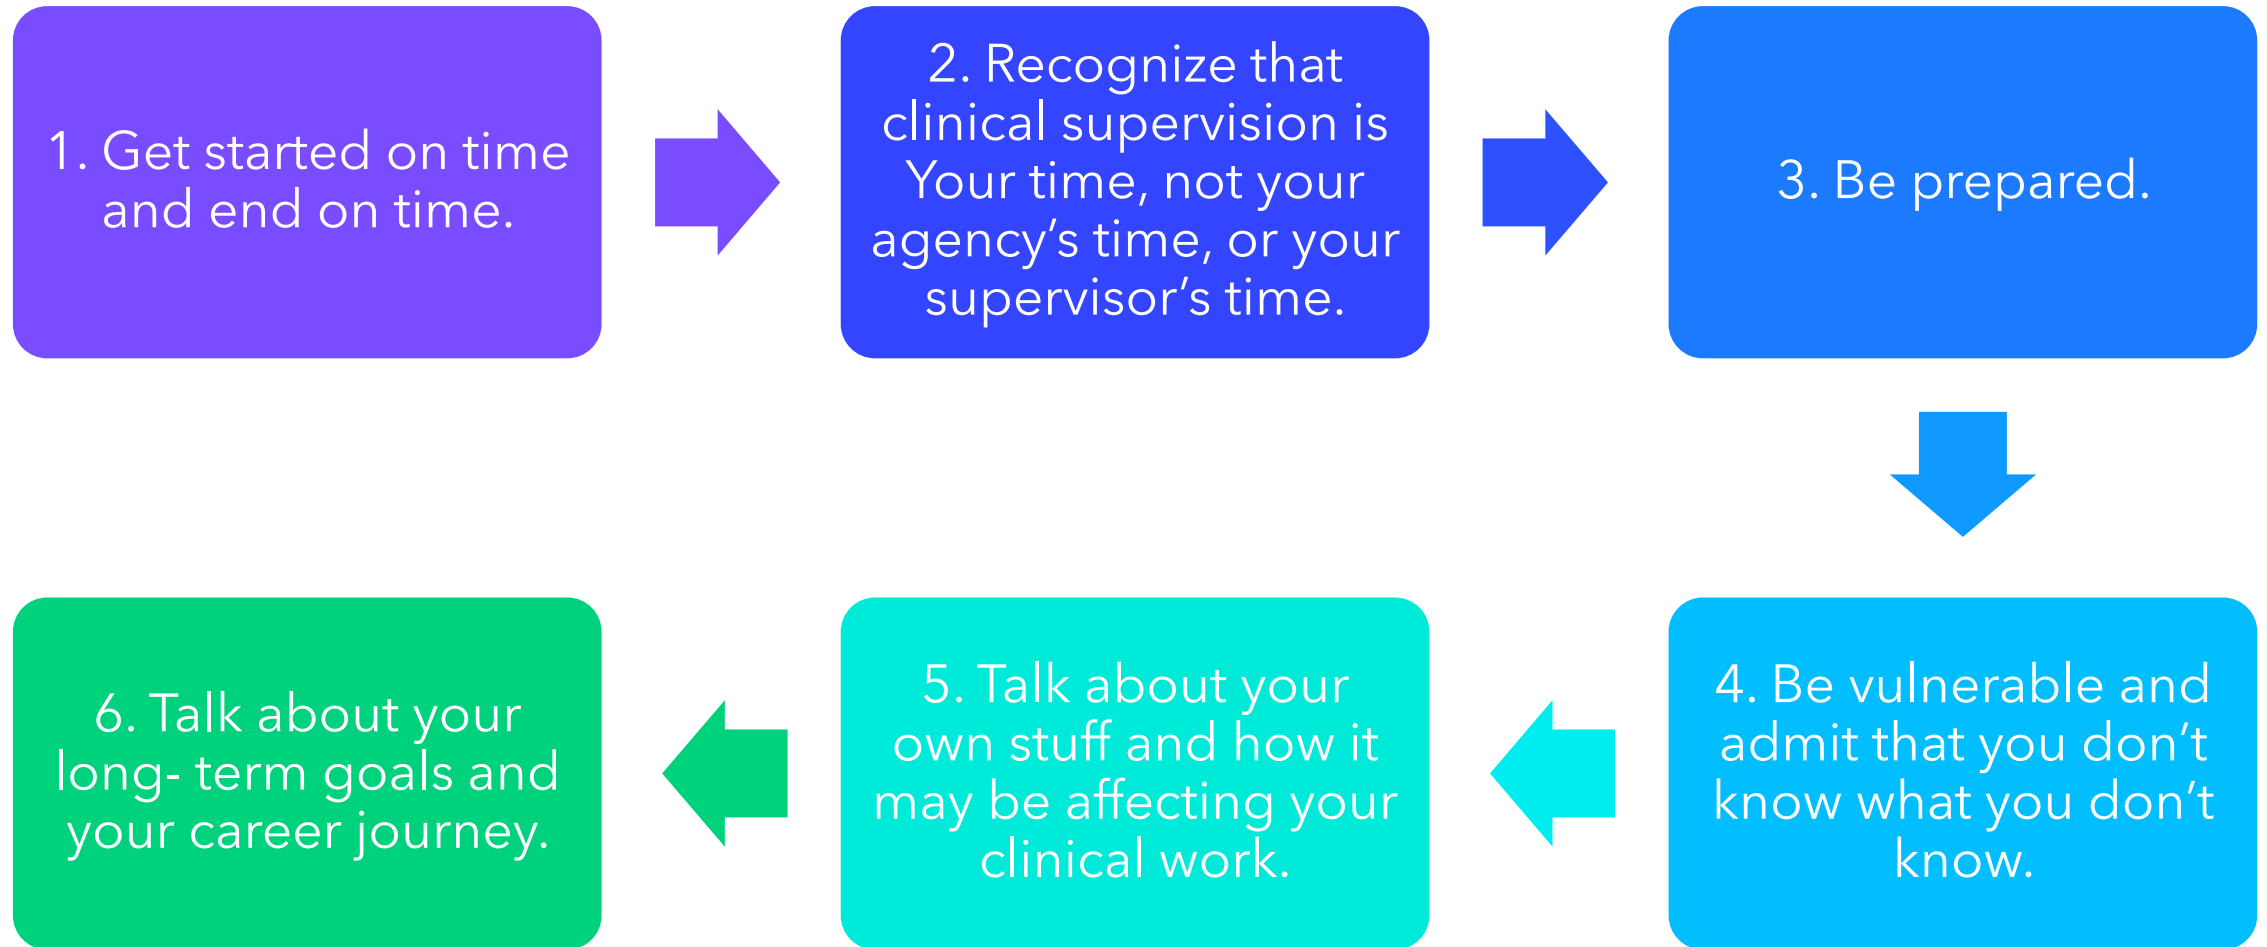 1. Get started on time
and end on time.
2. Recognize that
clinical supervision is
Your time, not your
agency’s time, or your
supervisor’s time.
3. Be prepared.
4. Be vulnerable and
admit that you don’t
know what you don’t
know.
5. Talk about your
own stuff and how it
may be affecting your
clinical work.
6. Talk about your
long- term goals and
your career journey.